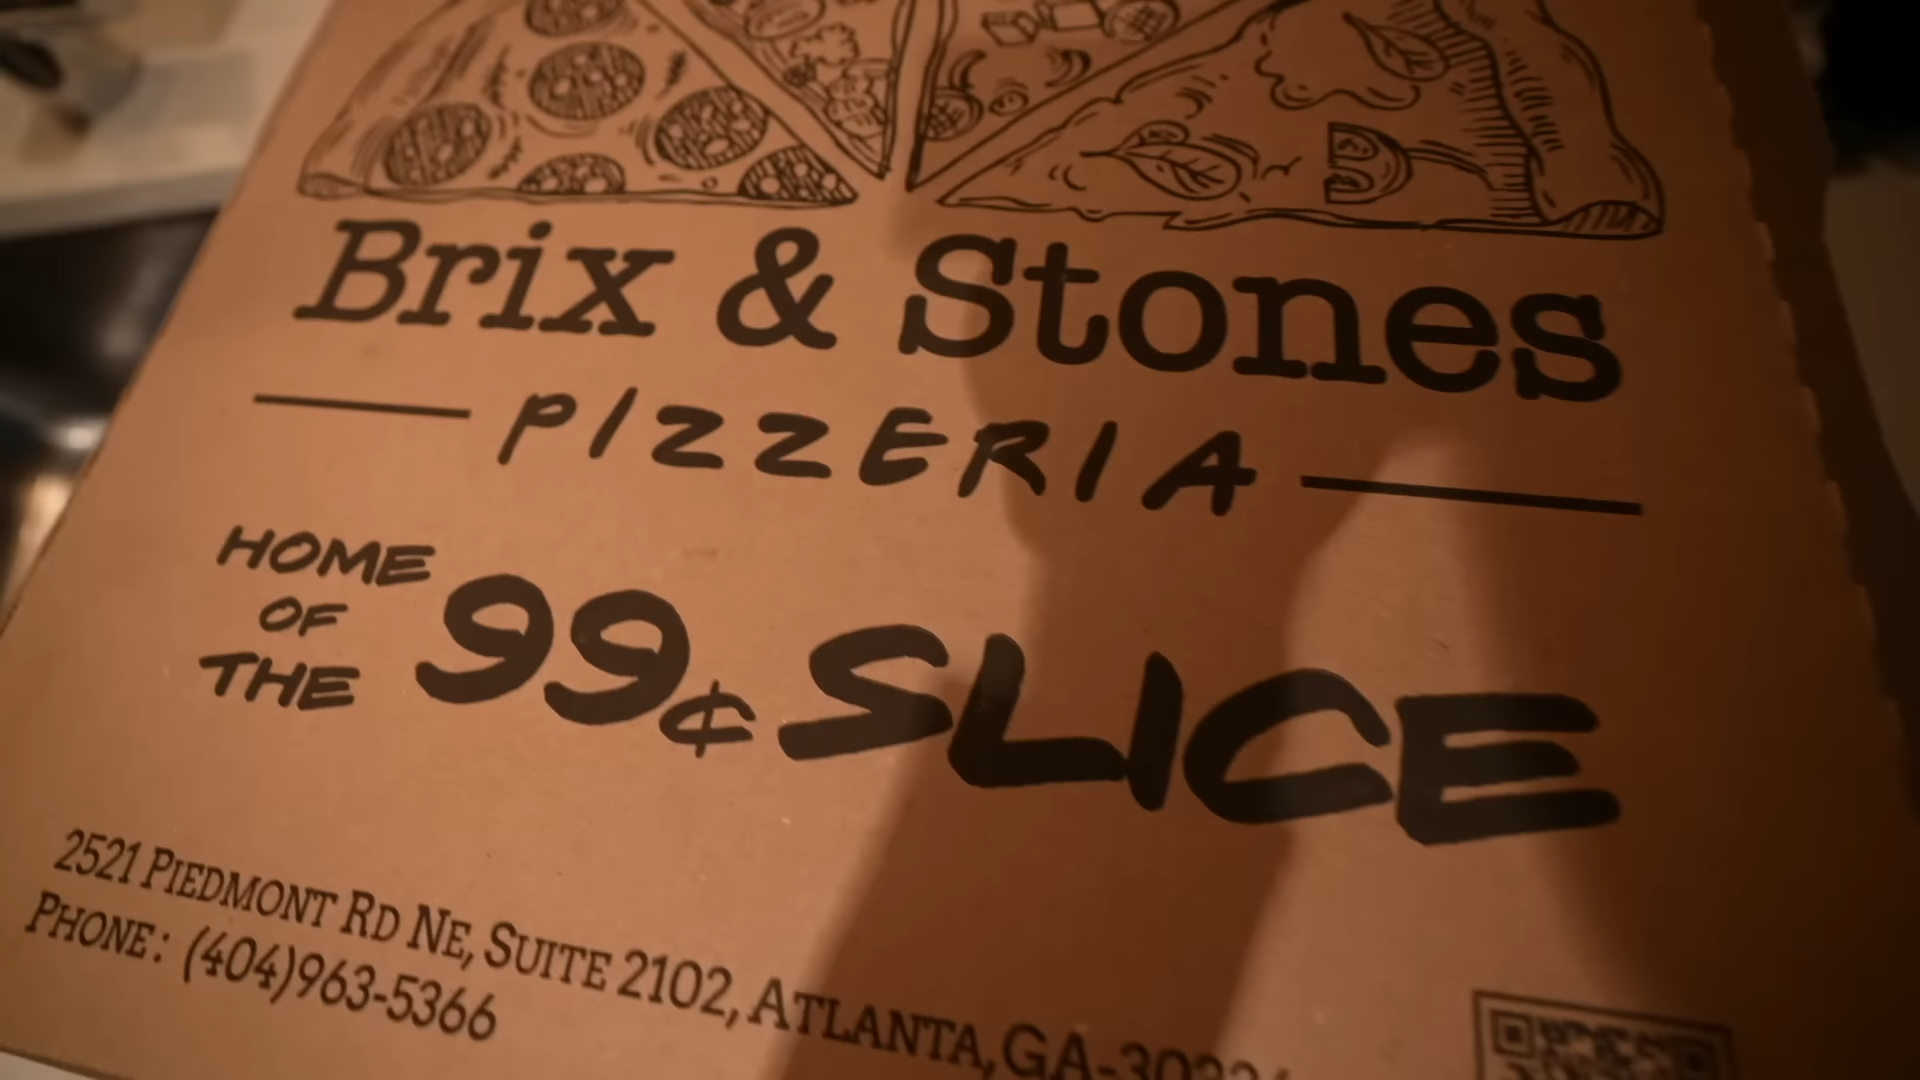 Brix & Stones
PIZZERIA
HOME
OF
THE
99¢ SLICE
2521 PIEDMONT RD NE, SUITE 2102, ATLANTA, GA-30324
PHONE: (404)963-5366